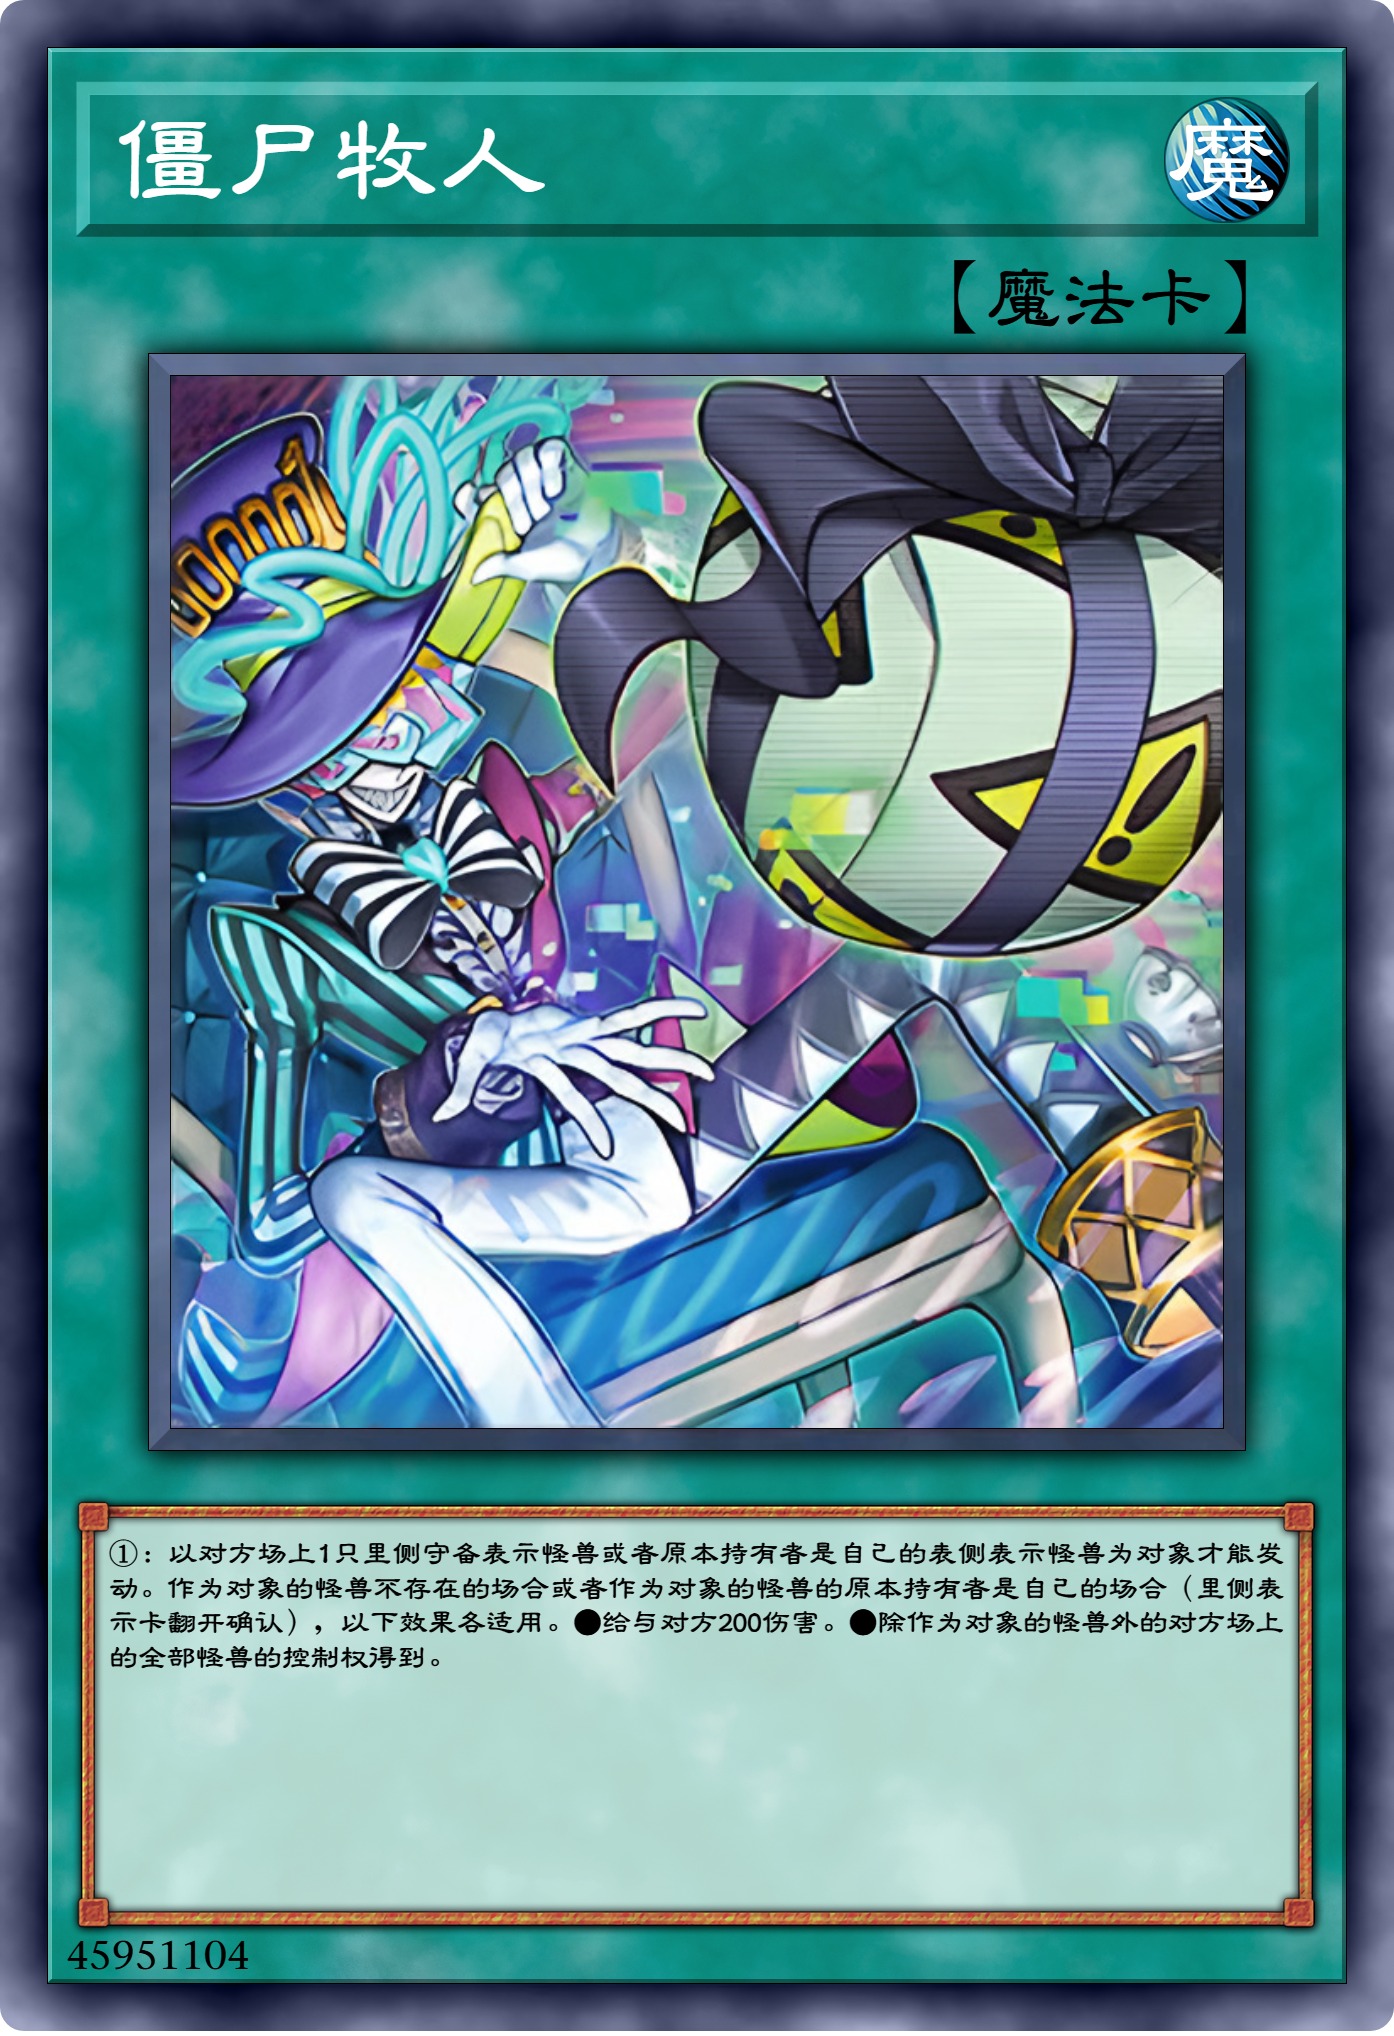 僵尸牧人
魔
【魔法卡】
000001
①：以对方场上1只里侧守备表示怪兽或者原本持有者是自己的表侧表示怪兽为对象才能发
动。作为对象的怪兽不存在的场合或者作为对象的怪兽的原本持有者是自己的场合（里侧表
示卡翻开确认），以下效果各适用。●给与对方200伤害。●除作为对象的怪兽外的对方场上
的全部怪兽的控制权得到。
45951104